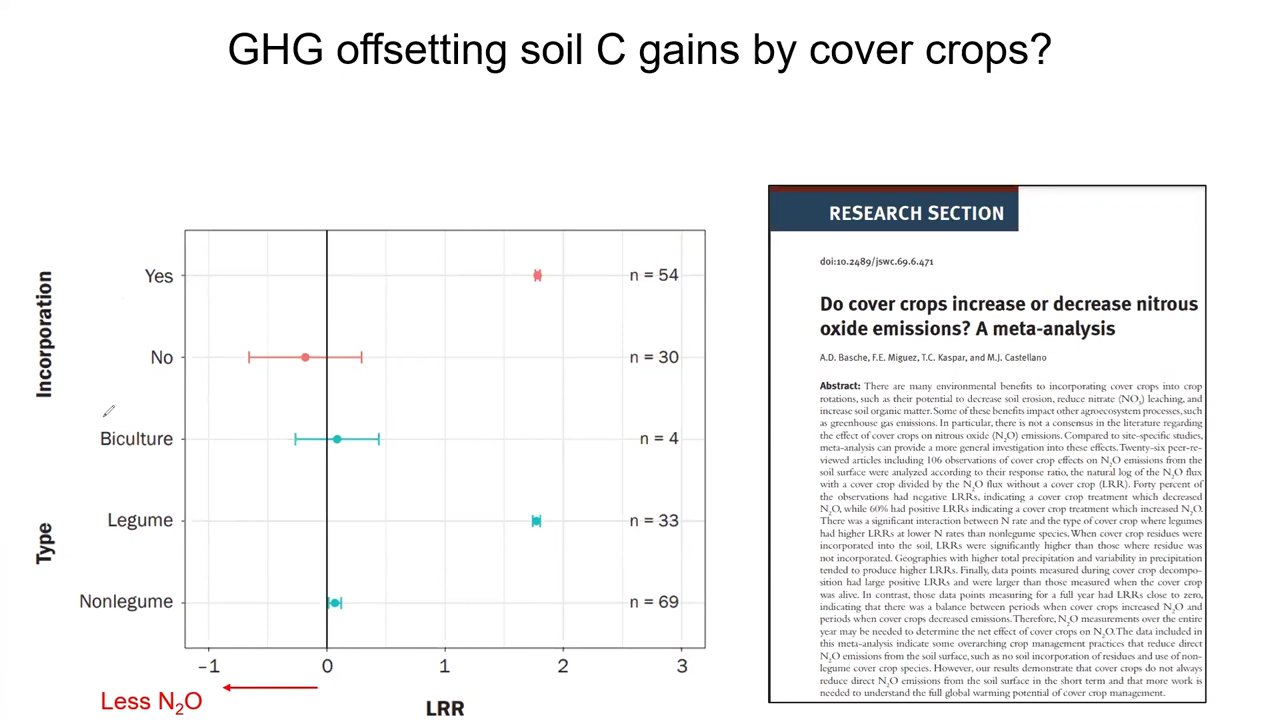 GHG offsetting soil C gains by cover crops?
Incorporation
Yes
n = 54
No
n = 30
Type
Biculture
n = 4
Legume
n = 33
Nonlegume
n = 69
−1
0
1
2
3
Less N₂O
LRR
RESEARCH SECTION
doi:10.2489/jswc.69.6.471
Do cover crops increase or decrease nitrous
oxide emissions? A meta-analysis
A.D. Basche, F.E. Miguez, T.C. Kaspar, and M.J. Castellano
Abstract: There are many environmental benefits to incorporating cover crops into crop
rotations, such as their potential to decrease soil erosion, reduce nitrate (NO₃) leaching, and
increase soil organic matter. Some of these benefits impact other agroecosystem processes, such
as greenhouse gas emissions. In particular, there is not a consensus in the literature regarding
the effect of cover crops on nitrous oxide (N₂O) emissions. Compared to site-specific studies,
meta-analysis can provide a more general investigation into these effects. Twenty-six peer-re-
viewed articles including 106 observations of cover crop effects on N₂O emissions from the
soil surface were analyzed according to their response ratio, the natural log of the N₂O flux
with a cover crop divided by the N₂O flux without a cover crop (LRR). Forty percent of
the observations had negative LRRs, indicating a cover crop treatment which decreased
N₂O, while 60% had positive LRRs indicating a cover crop treatment which increased N₂O.
There was a significant interaction between N rate and the type of cover crop where legumes
had higher LRRs at lower N rates than nonlegume species. When cover crop residues were
incorporated into the soil, LRRs were significantly higher than those where residue was
not incorporated. Geographies with higher total precipitation and variability in precipitation
tended to produce higher LRRs. Finally, data points measured during cover crop decompo-
sition had large positive LRRs and were larger than those measured when the cover crop
was alive. In contrast, those data points measuring for a full year had LRRs close to zero,
indicating that there was a balance between periods when cover crops increased N₂O and
periods when cover crops decreased emissions. Therefore, N₂O measurements over the entire
year may be needed to determine the net effect of cover crops on N₂O. The data included in
this meta-analysis indicate some overarching crop management practices that reduce direct
N₂O emissions from the soil surface, such as no soil incorporation of residues and use of non-
legume cover crop species. However, our results demonstrate that cover crops do not always
reduce direct N₂O emissions from the soil surface in the short term and that more work is
needed to understand the full global warming potential of cover crop management.